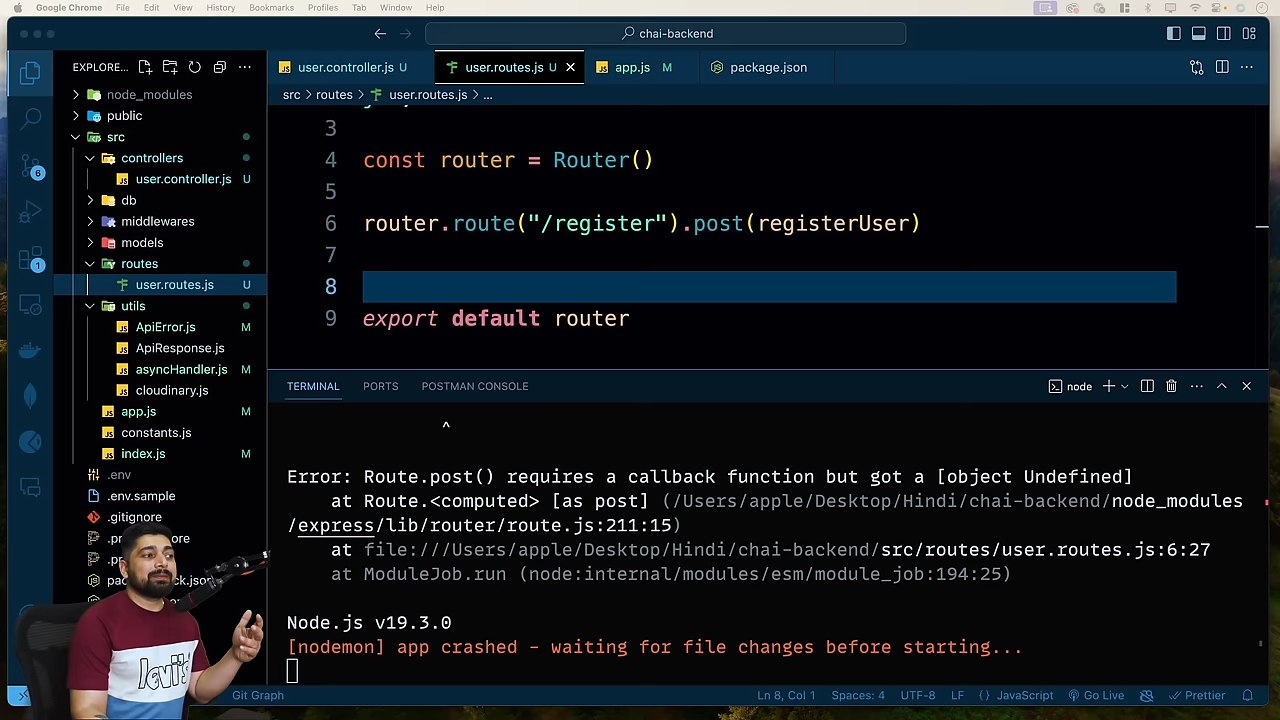 Google Chrome File Edit View History Bookmarks Profiles Tab Window Help
chai-backend
EXPLORE...
user.controller.js U
user.routes.js U
app.js M
package.json
src > routes > user.routes.js > ...
node_modules
public
src
controllers
user.controller.js U
db
middlewares
models
routes
user.routes.js U
utils
ApiError.js M
ApiResponse.js
asyncHandler.js M
cloudinary.js
app.js M
constants.js
index.js M
.env
.env.sample
.gitignore
6
1
3
4 const router = Router()
5
6 router.route("/register").post(registerUser)
7
8
9 export default router
TERMINAL PORTS POSTMAN CONSOLE
node
^
Error: Route.post() requires a callback function but got a [object Undefined]
at Route.<computed> [as post] (/Users/apple/Desktop/Hindi/chai-backend/node_modules
/express/lib/router/route.js:211:15)
at file:///Users/apple/Desktop/Hindi/chai-backend/src/routes/user.routes.js:6:27
at ModuleJob.run (node:internal/modules/esm/module_job:194:25)
Node.js v19.3.0
[nodemon] app crashed - waiting for file changes before starting...
Levi's
Git Graph
Ln 8, Col 1 Spaces: 4 UTF-8 LF {} JavaScript Go Live Prettier